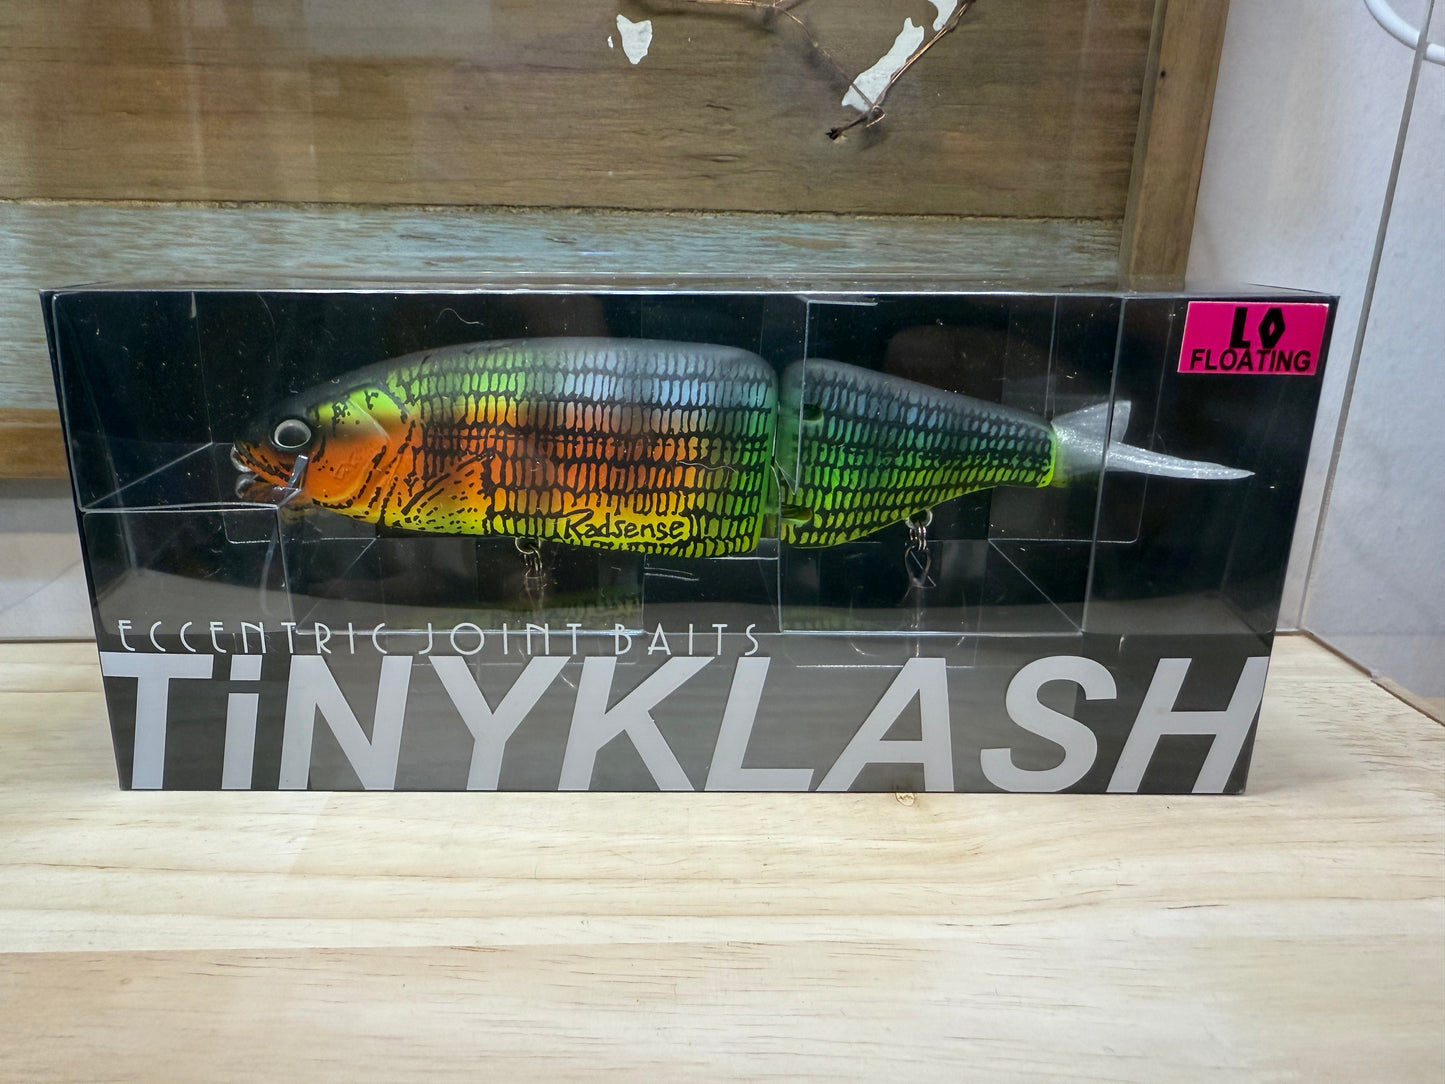 LO
FLOATING
Radsense
ECCENTRIC JOINT BAITS
TiNYKLASH